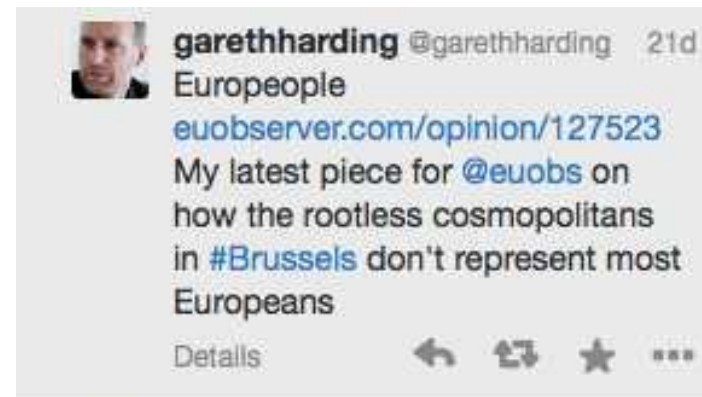 garethharding @garethharding 21d
Europeople
euobserver.com/opinion/127523
My latest piece for @euobs on
how the rootless cosmopolitans
in #Brussels don't represent most
Europeans
Details